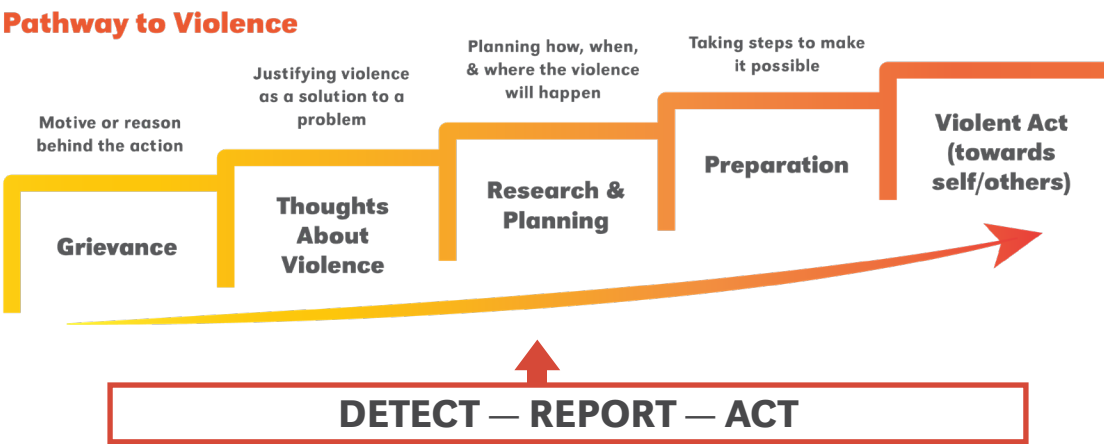 Pathway to Violence
Motive or reason
behind the action
Grievance
Justifying violence
as a solution to a
problem
Thoughts
About
Violence
Planning how, when,
& where the violence
will happen
Research &
Planning
Taking steps to make
it possible
Preparation
Violent Act
(towards
self/others)
DETECT — REPORT — ACT